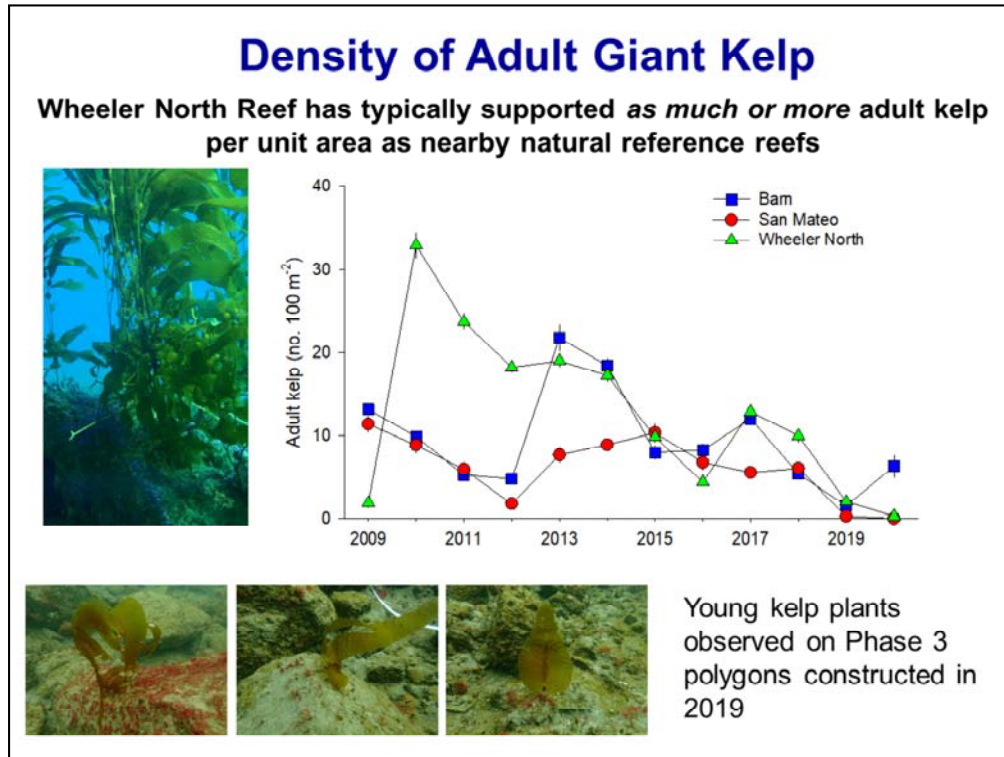 Density of Adult Giant Kelp
Wheeler North Reef has typically supported as much or more adult kelp
per unit area as nearby natural reference reefs
40
30
20
10
0
Adult kelp (no. 100 m⁻²)
Barn
San Mateo
Wheeler North
2009 2011 2013 2015 2017 2019
Young kelp plants
observed on Phase 3
polygons constructed in
2019